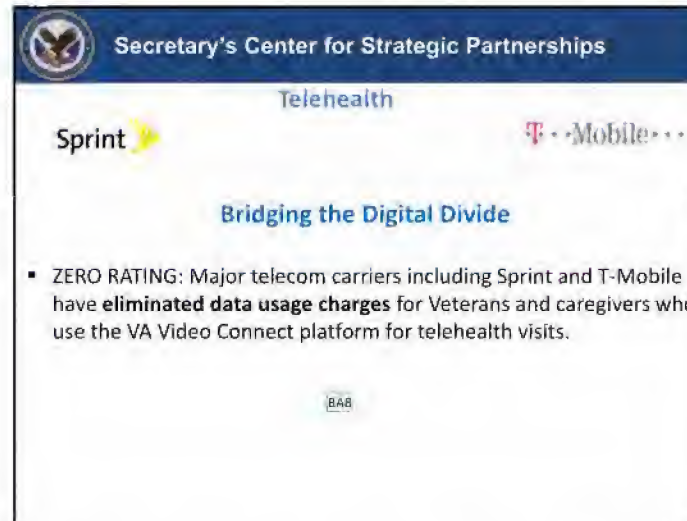 Secretary's Center for Strategic Partnerships
Telehealth
Sprint
T··Mobile···
Bridging the Digital Divide
▪ ZERO RATING: Major telecom carriers including Sprint and T-Mobile
have eliminated data usage charges for Veterans and caregivers
use the VA Video Connect platform for telehealth visits.
BAB